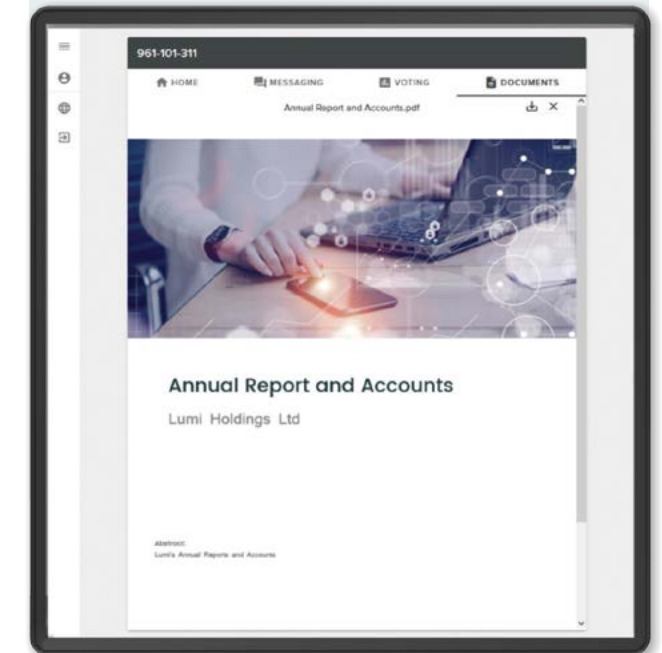 961-101-311
HOME MESSAGING VOTING DOCUMENTS
Annual Report and Accounts.pdf
Annual Report and Accounts
Lumi Holdings Ltd
Abstract:
Lumi's Annual Reports and Accounts